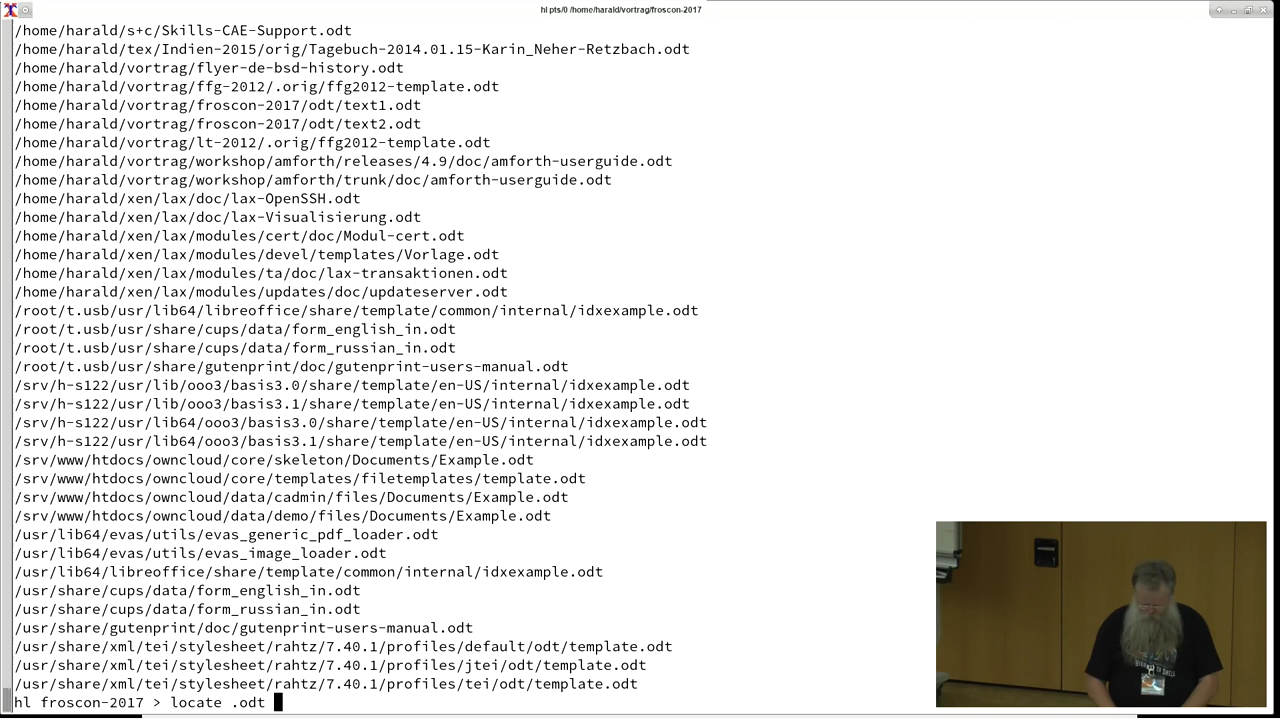 hl pts/0 /home/harald/vortrag/froscon-2017
/home/harald/s+c/Skills-CAE-Support.odt
/home/harald/tex/Indien-2015/orig/Tagebuch-2014.01.15-Karin_Neher-Retzbach.odt
/home/harald/vortrag/flyer-de-bsd-history.odt
/home/harald/vortrag/ffg-2012/.orig/ffg2012-template.odt
/home/harald/vortrag/froscon-2017/odt/text1.odt
/home/harald/vortrag/froscon-2017/odt/text2.odt
/home/harald/vortrag/lt-2012/.orig/ffg2012-template.odt
/home/harald/vortrag/workshop/amforth/releases/4.9/doc/amforth-userguide.odt
/home/harald/vortrag/workshop/amforth/trunk/doc/amforth-userguide.odt
/home/harald/xen/lax/doc/lax-OpenSSH.odt
/home/harald/xen/lax/doc/lax-Visualisierung.odt
/home/harald/xen/lax/modules/cert/doc/Modul-cert.odt
/home/harald/xen/lax/modules/devel/templates/Vorlage.odt
/home/harald/xen/lax/modules/ta/doc/lax-transaktionen.odt
/home/harald/xen/lax/modules/updates/doc/updateserver.odt
/root/t.usb/usr/lib64/libreoffice/share/template/common/internal/idxexample.odt
/root/t.usb/usr/share/cups/data/form_english_in.odt
/root/t.usb/usr/share/cups/data/form_russian_in.odt
/root/t.usb/usr/share/gutenprint/doc/gutenprint-users-manual.odt
/srv/h-s122/usr/lib/ooo3/basis3.0/share/template/en-US/internal/idxexample.odt
/srv/h-s122/usr/lib/ooo3/basis3.1/share/template/en-US/internal/idxexample.odt
/srv/h-s122/usr/lib64/ooo3/basis3.0/share/template/en-US/internal/idxexample.odt
/srv/h-s122/usr/lib64/ooo3/basis3.1/share/template/en-US/internal/idxexample.odt
/srv/www/htdocs/owncloud/core/skeleton/Documents/Example.odt
/srv/www/htdocs/owncloud/core/templates/filetemplates/template.odt
/srv/www/htdocs/owncloud/data/cadmin/files/Documents/Example.odt
/srv/www/htdocs/owncloud/data/demo/files/Documents/Example.odt
/usr/lib64/evas/utils/evas_generic_pdf_loader.odt
/usr/lib64/evas/utils/evas_image_loader.odt
/usr/lib64/libreoffice/share/template/common/internal/idxexample.odt
/usr/share/cups/data/form_english_in.odt
/usr/share/cups/data/form_russian_in.odt
/usr/share/gutenprint/doc/gutenprint-users-manual.odt
/usr/share/xml/tei/stylesheet/rahtz/7.40.1/profiles/default/odt/template.odt
/usr/share/xml/tei/stylesheet/rahtz/7.40.1/profiles/jtei/odt/template.odt
/usr/share/xml/tei/stylesheet/rahtz/7.40.1/profiles/tei/odt/template.odt
hl froscon-2017 > locate .odt